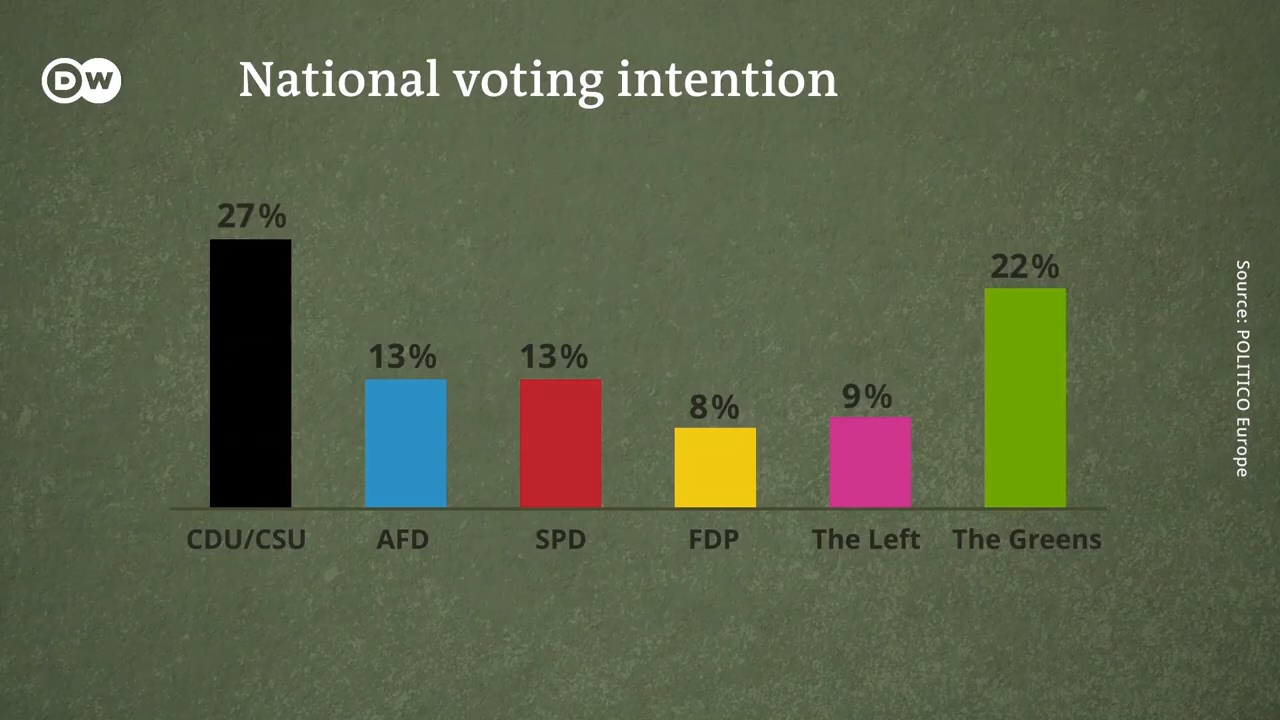 DW
National voting intention
27%
13%
13%
8%
9%
22%
CDU/CSU
AFD
SPD
FDP
The Left
The Greens
Source: POLITICO Europe